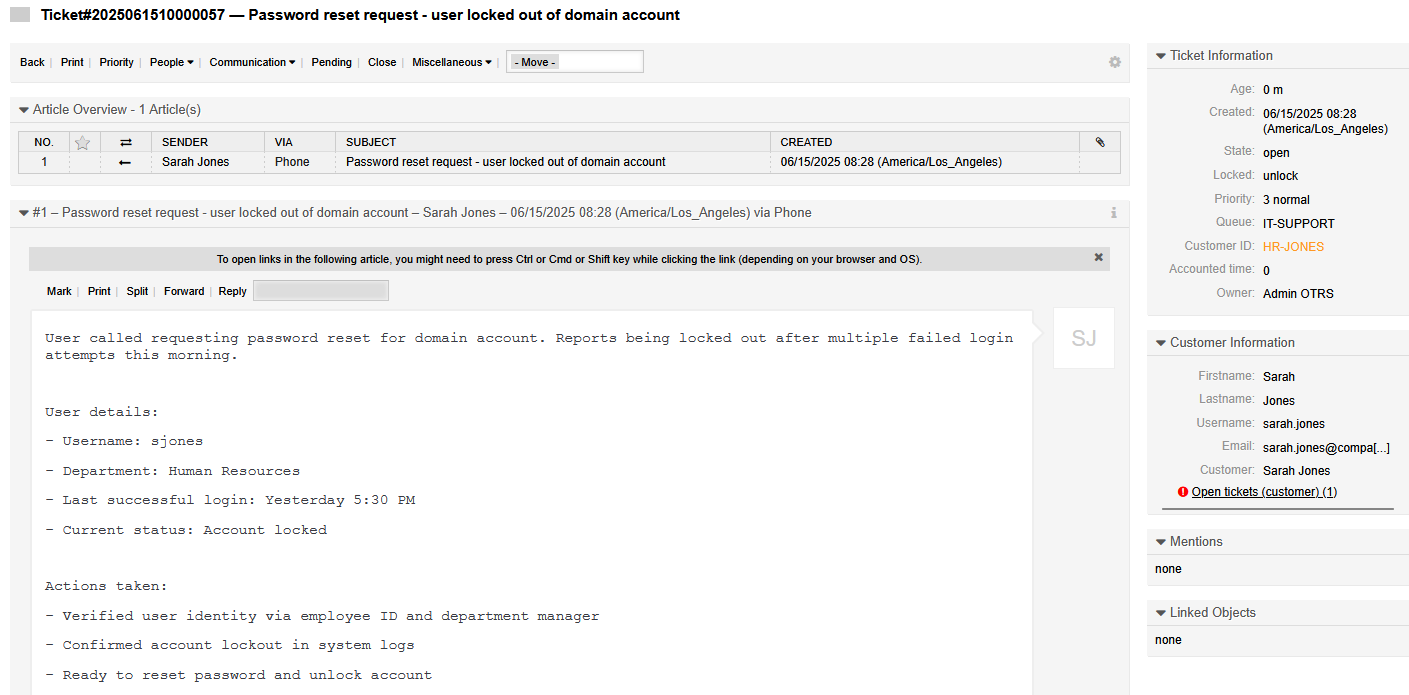 Ticket#2025061510000057 — Password reset request - user locked out of domain account
Back Print Priority People Communication Pending Close Miscellaneous - Move -
Article Overview - 1 Article(s)
NO. SENDER VIA SUBJECT CREATED
1 Sarah Jones Phone Password reset request - user locked out of domain account 06/15/2025 08:28 (America/Los_Angeles)
#1 – Password reset request - user locked out of domain account – Sarah Jones – 06/15/2025 08:28 (America/Los_Angeles) via Phone
To open links in the following article, you might need to press Ctrl or Cmd or Shift key while clicking the link (depending on your browser and OS).
Mark Print Split Forward Reply
User called requesting password reset for domain account. Reports being locked out after multiple failed login
attempts this morning.
User details:
- Username: sjones
- Department: Human Resources
- Last successful login: Yesterday 5:30 PM
- Current status: Account locked
Actions taken:
- Verified user identity via employee ID and department manager
- Confirmed account lockout in system logs
- Ready to reset password and unlock account
SJ
Ticket Information
Age: 0 m
Created: 06/15/2025 08:28
(America/Los_Angeles)
State: open
Locked: unlock
Priority: 3 normal
Queue: IT-SUPPORT
Customer ID: HR-JONES
Accounted time: 0
Owner: Admin OTRS
Customer Information
Firstname: Sarah
Lastname: Jones
Username: sarah.jones
Email: sarah.jones@compa[...]
Customer: Sarah Jones
Open tickets (customer) (1)
Mentions
none
Linked Objects
none